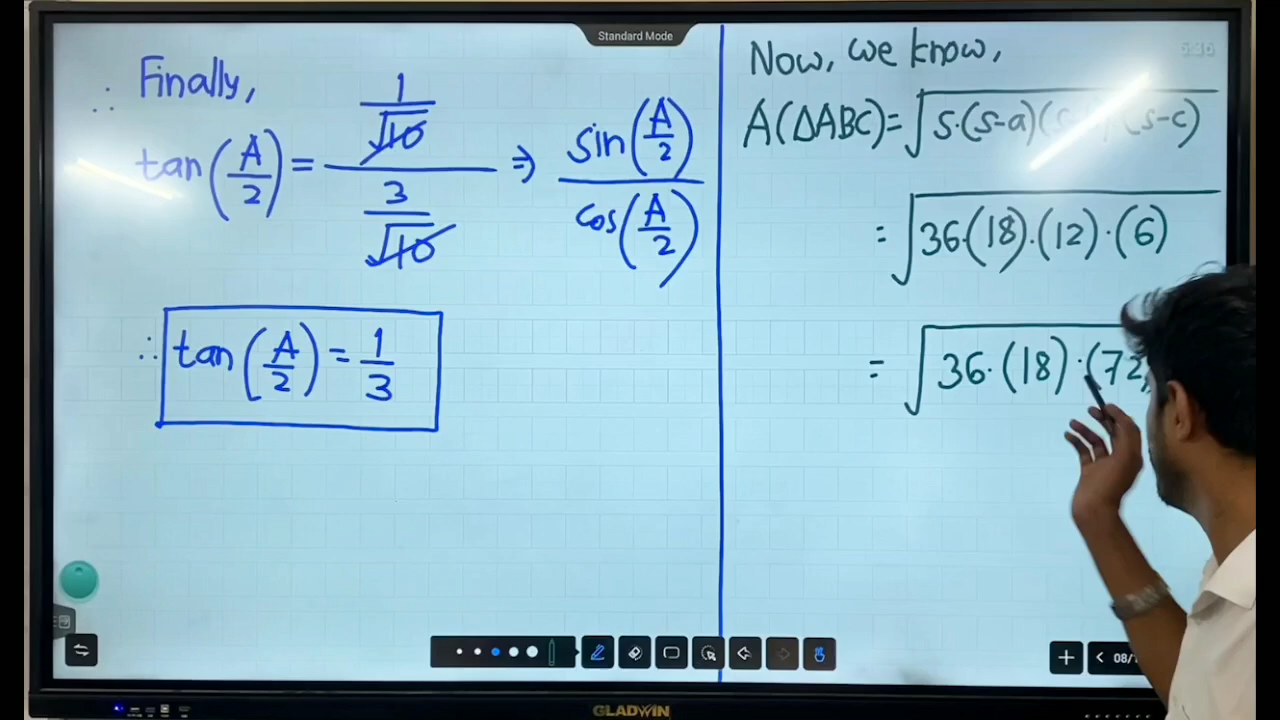 Standard Mode
∴ Finally,
tan(A/2) = (1/√10)/(3/√10) ⇒ sin(A/2)/cos(A/2)
∴ tan(A/2) = 1/3
Now, we know,
A(ΔABC) = √s·(s-a)( (s-c)
= √36·(18)·(12)·(6)
= √36·(18)·(72
08/
GLADWIN